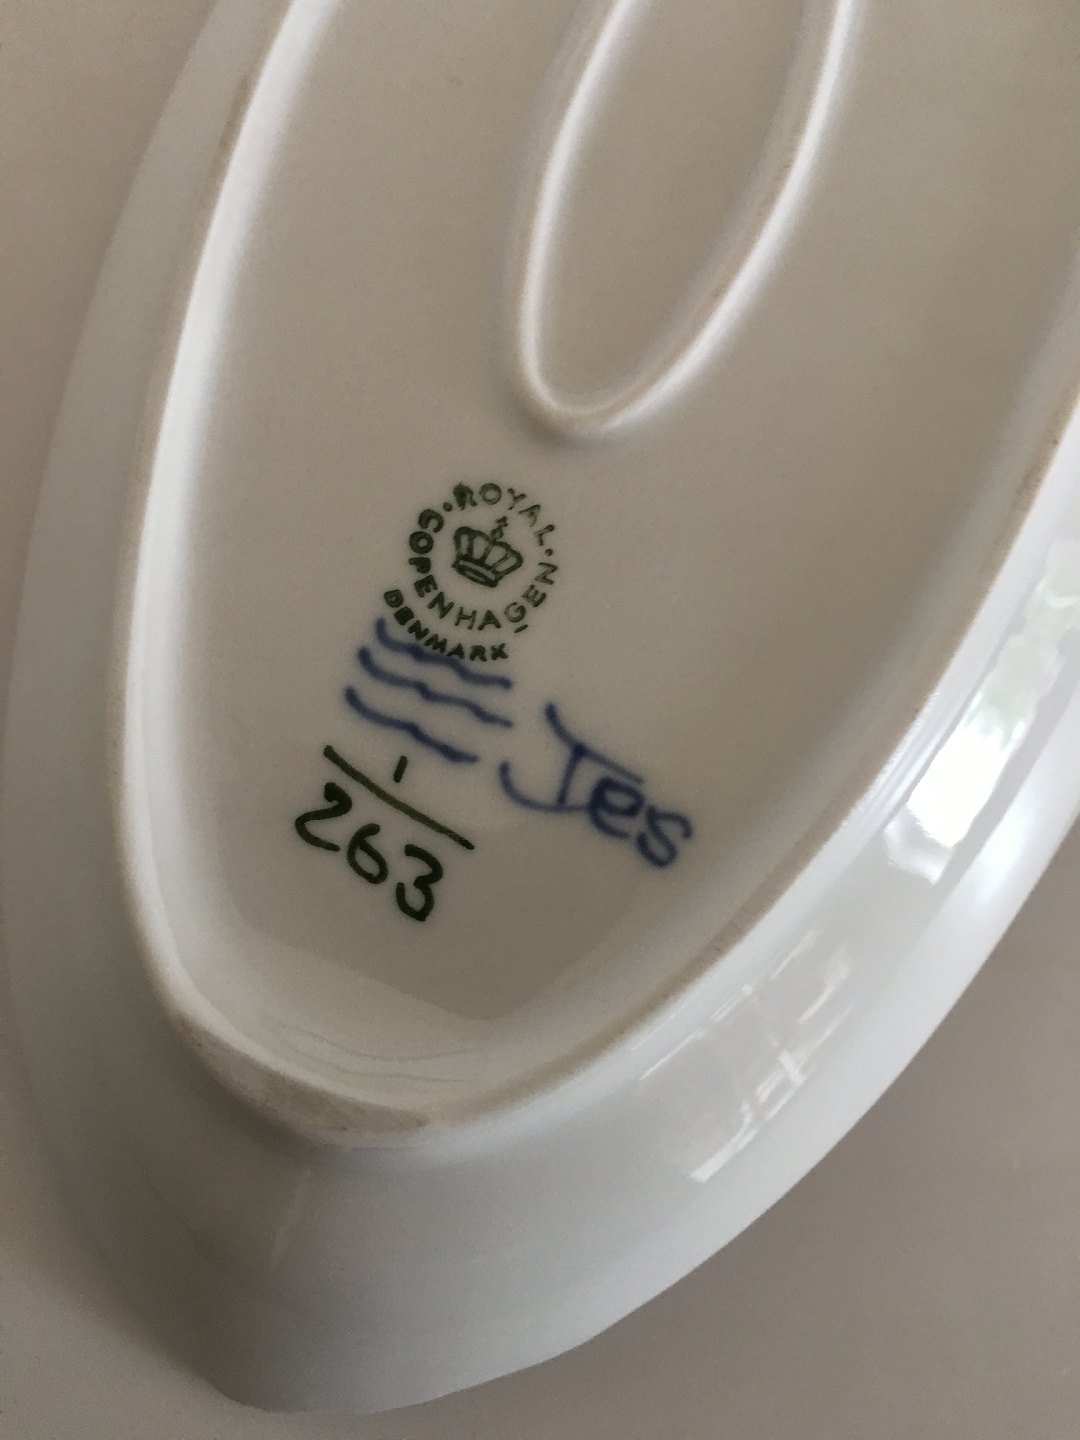 ROYAL. COPENHAGEN.
DENMARK
Jes
1
263